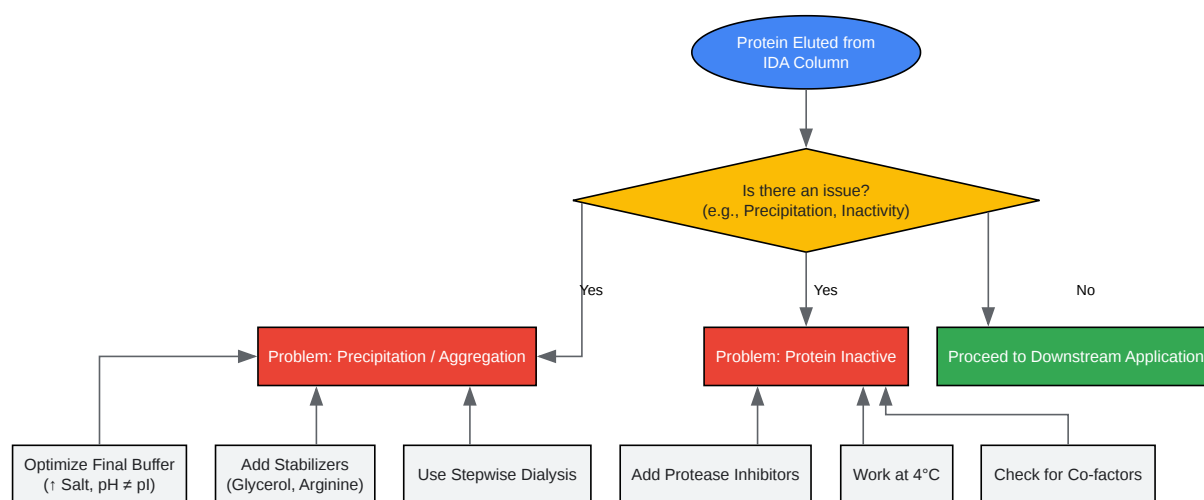 Protein Eluted from
IDA Column
Is there an issue?
(e.g., Precipitation, Inactivity)
Yes
Yes
No
Problem: Precipitation / Aggregation
Problem: Protein Inactive
Proceed to Downstream Application
Optimize Final Buffer
(↑ Salt, pH ≠ pI)
Add Stabilizers
(Glycerol, Arginine)
Use Stepwise Dialysis
Add Protease Inhibitors
Work at 4°C
Check for Co-factors